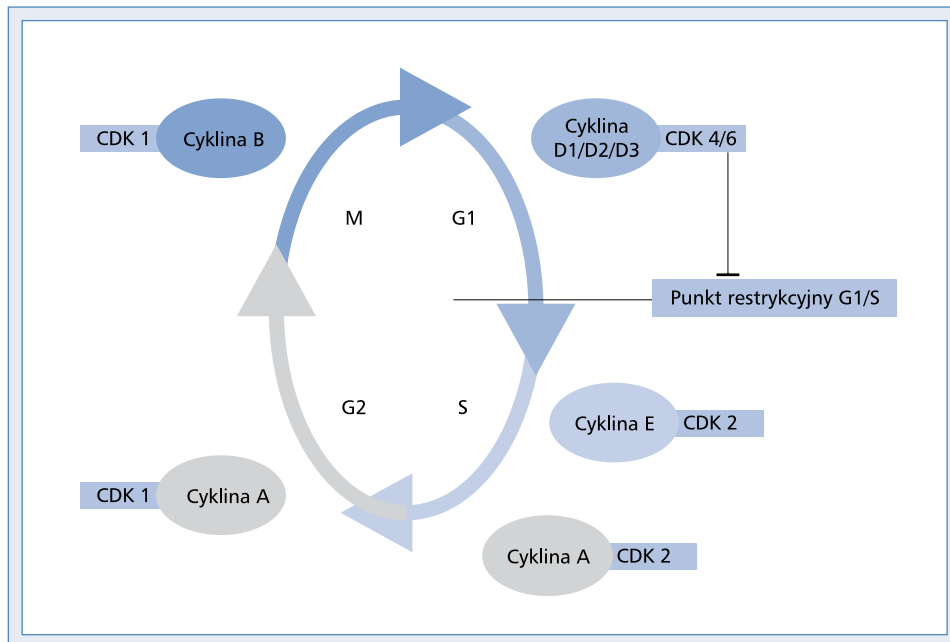 CDK 1
Cyklina B
Cyklina
D1/D2/D3
CDK 4/6
M
G1
Punkt restrykcyjny G1/S
G2
S
Cyklina E
CDK 2
CDK 1
Cyklina A
Cyklina A
CDK 2